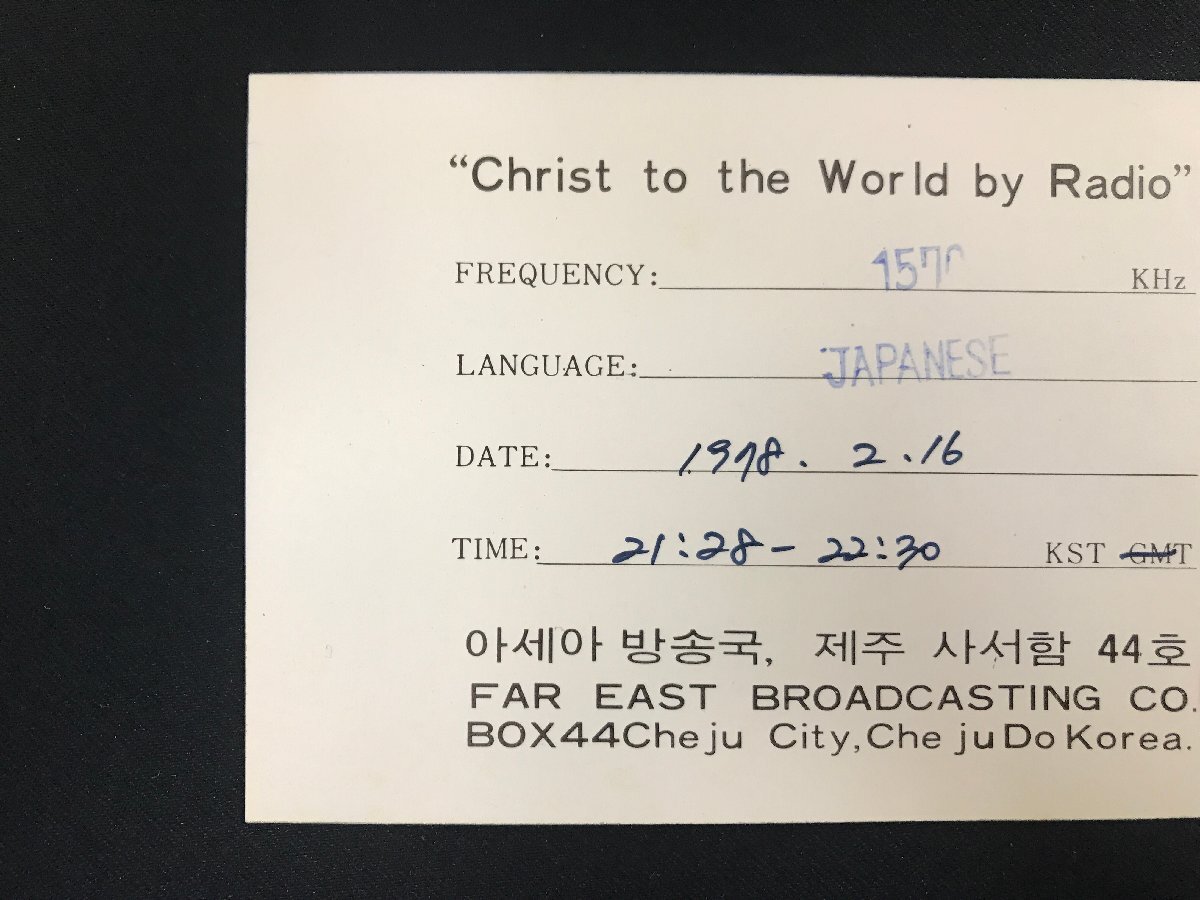 “Christ to the World by Radio”
FREQUENCY: 1570 KHz
LANGUAGE: JAPANESE
DATE: 1978. 2.16
TIME: 21:28 - 22:30 KST GMT
아세아 방송국, 제주 사서함 44호
FAR EAST BROADCASTING CO.
BOX44Cheju City,Che juDo Korea.